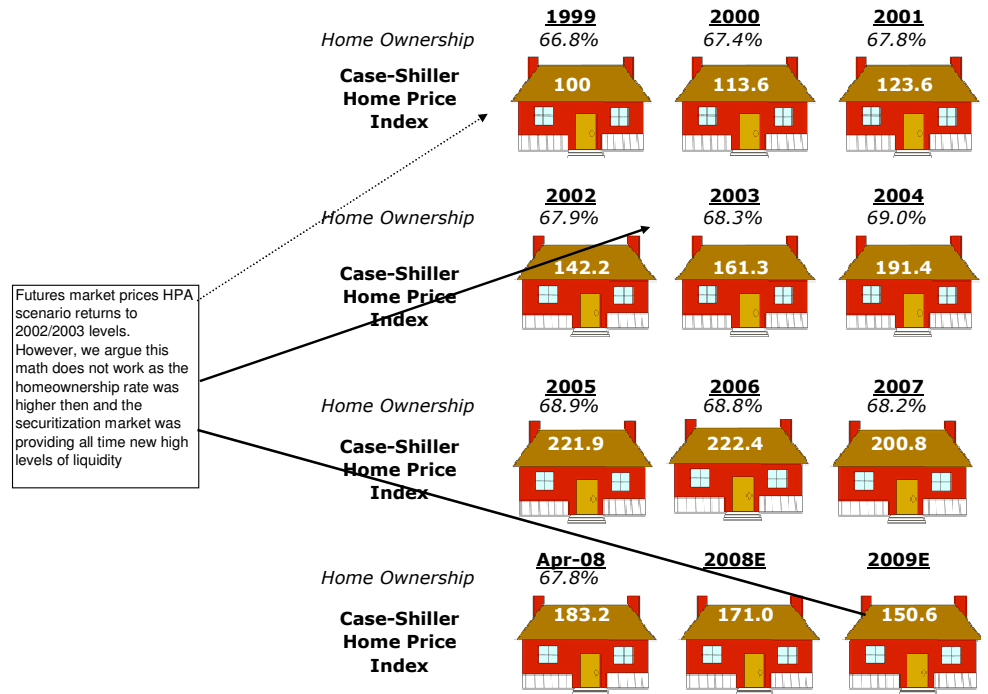 1999 2000 2001
Home Ownership 66.8% 67.4% 67.8%
Case-Shiller
Home Price
Index
100 113.6 123.6
2002 2003 2004
Home Ownership 67.9% 68.3% 69.0%
Case-Shiller
Home Price
Index
142.2 161.3 191.4
Futures market prices HPA
scenario returns to
2002/2003 levels.
However, we argue this
math does not work as the
homeownership rate was
higher then and the
securitization market was
providing all time new high
levels of liquidity
2005 2006 2007
Home Ownership 68.9% 68.8% 68.2%
Case-Shiller
Home Price
Index
221.9 222.4 200.8
Apr-08 2008E 2009E
Home Ownership 67.8%
Case-Shiller
Home Price
Index
183.2 171.0 150.6